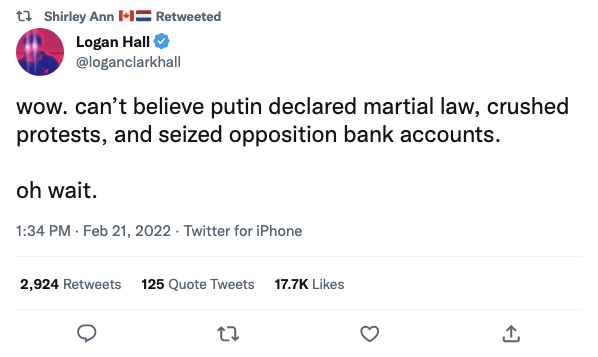 Shirley Ann 🇨🇦🇳🇱 Retweeted
Logan Hall
@loganclarkhall
wow. can’t believe putin declared martial law, crushed
protests, and seized opposition bank accounts.
oh wait.
1:34 PM · Feb 21, 2022 · Twitter for iPhone
2,924 Retweets 125 Quote Tweets 17.7K Likes